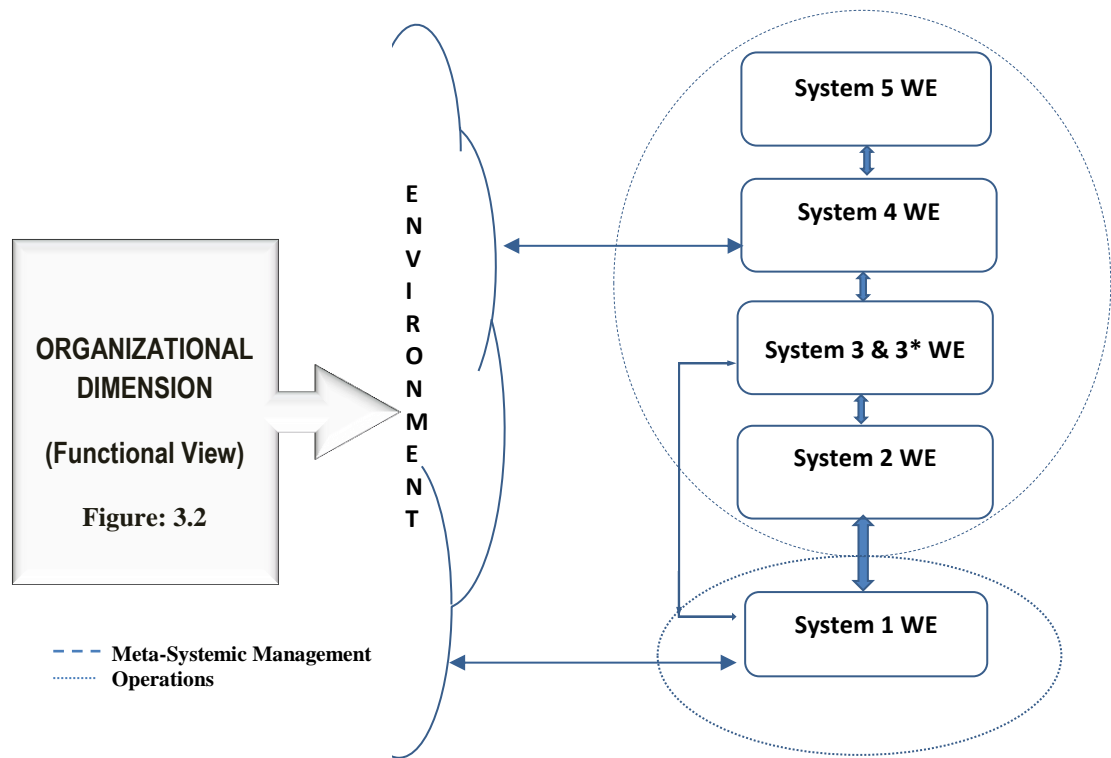 ORGANIZATIONAL
DIMENSION
(Functional View)
Figure: 3.2
Meta-Systemic Management
Operations
ENVIRONMENT
System 5 WE
System 4 WE
System 3 & 3* WE
System 2 WE
System 1 WE